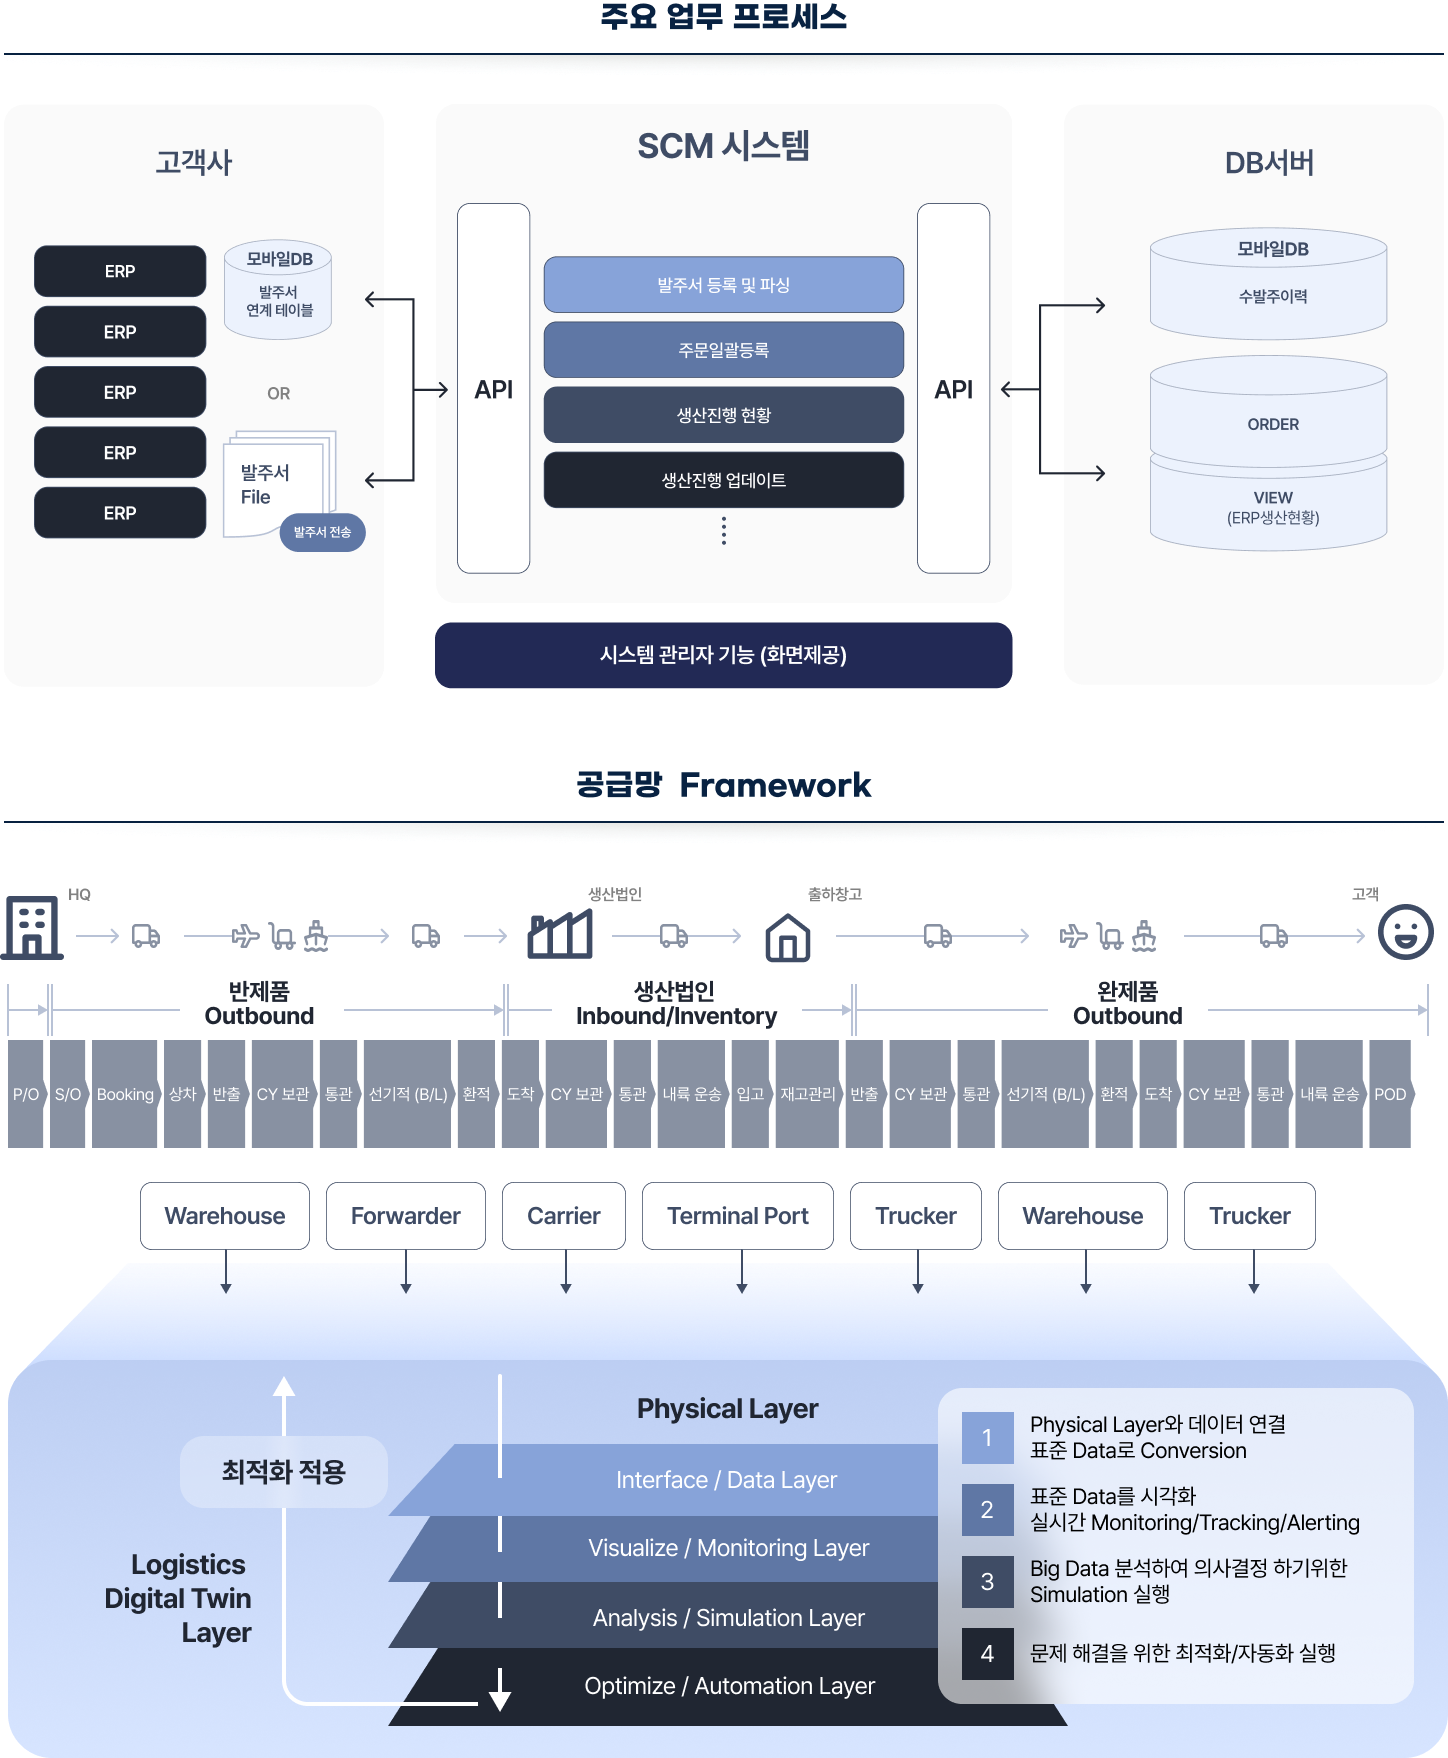 주요 업무 프로세스
고객사
ERP
ERP
ERP
ERP
ERP
모바일DB
발주서
연계 테이블
OR
발주서
File
발주서 전송
SCM 시스템
API
발주서 등록 및 파싱
주문일괄등록
생산진행 현황
생산진행 업데이트
API
시스템 관리자 기능 (화면제공)
DB서버
모바일DB
수발주이력
ORDER
VIEW
(ERP생산현황)
공급망 Framework
HQ
생산법인
출하창고
고객
반제품
Outbound
생산법인
Inbound/Inventory
완제품
Outbound
P/O
S/O
Booking
상차
반출
CY 보관
통관
선기적 (B/L)
환적
도착
CY 보관
통관
내륙 운송
입고
재고관리
반출
CY 보관
통관
선기적 (B/L)
환적
도착
CY 보관
통관
내륙 운송
POD
Warehouse
Forwarder
Carrier
Terminal Port
Trucker
Warehouse
Trucker
최적화 적용
Logistics
Digital Twin
Layer
Physical Layer
Interface / Data Layer
Visualize / Monitoring Layer
Analysis / Simulation Layer
Optimize / Automation Layer
1
Physical Layer와 데이터 연결
표준 Data로 Conversion
2
표준 Data를 시각화
실시간 Monitoring/Tracking/Alerting
3
Big Data 분석하여 의사결정 하기위한
Simulation 실행
4
문제 해결을 위한 최적화/자동화 실행